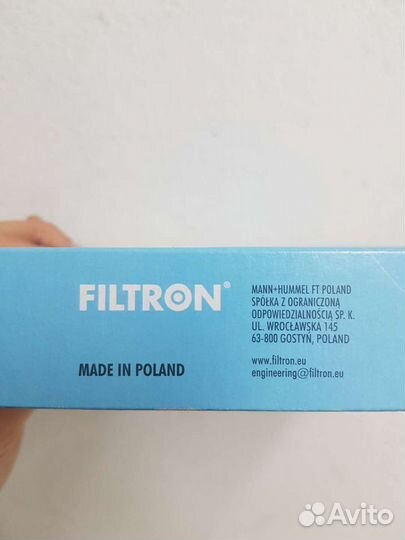 FILTRON®
MANN+HUMMEL FT POLAND
SPÓŁKA Z OGRANICZONĄ
ODPOWIEDZIALNOŚCIĄ SP. K.
UL. WROCŁAWSKA 145
63-800 GOSTYŃ, POLAND
www.filtron.eu
engineering@filtron.eu
MADE IN POLAND
Avito